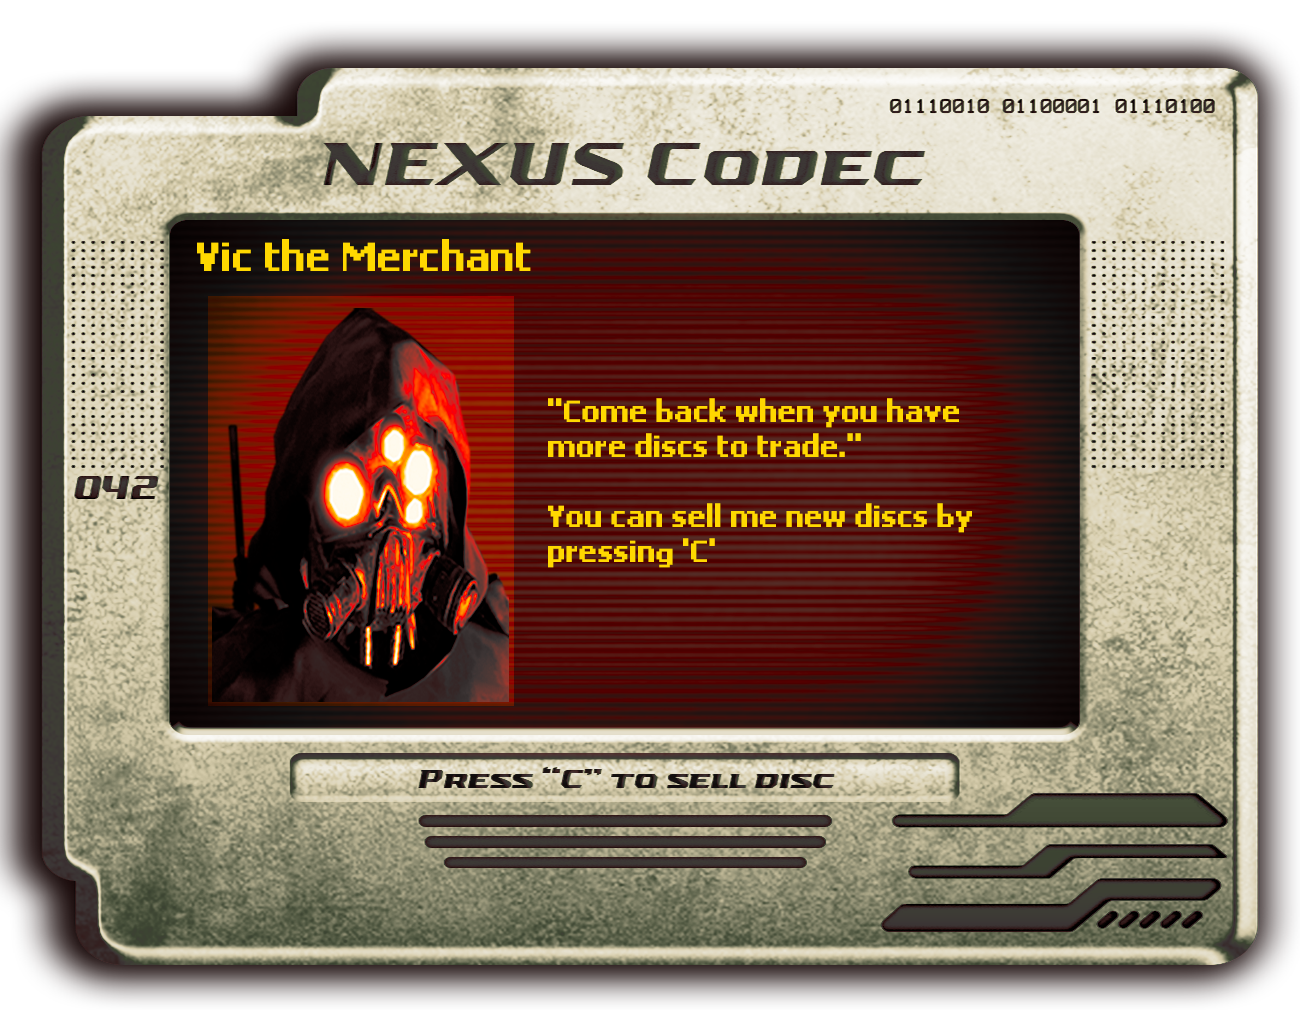 01110010 01100001 01110100
NEXUS CODEC
Vic the Merchant
"Come back when you have
more discs to trade."
You can sell me new discs by
pressing 'C'
042
PRESS “C” TO SELL DISC